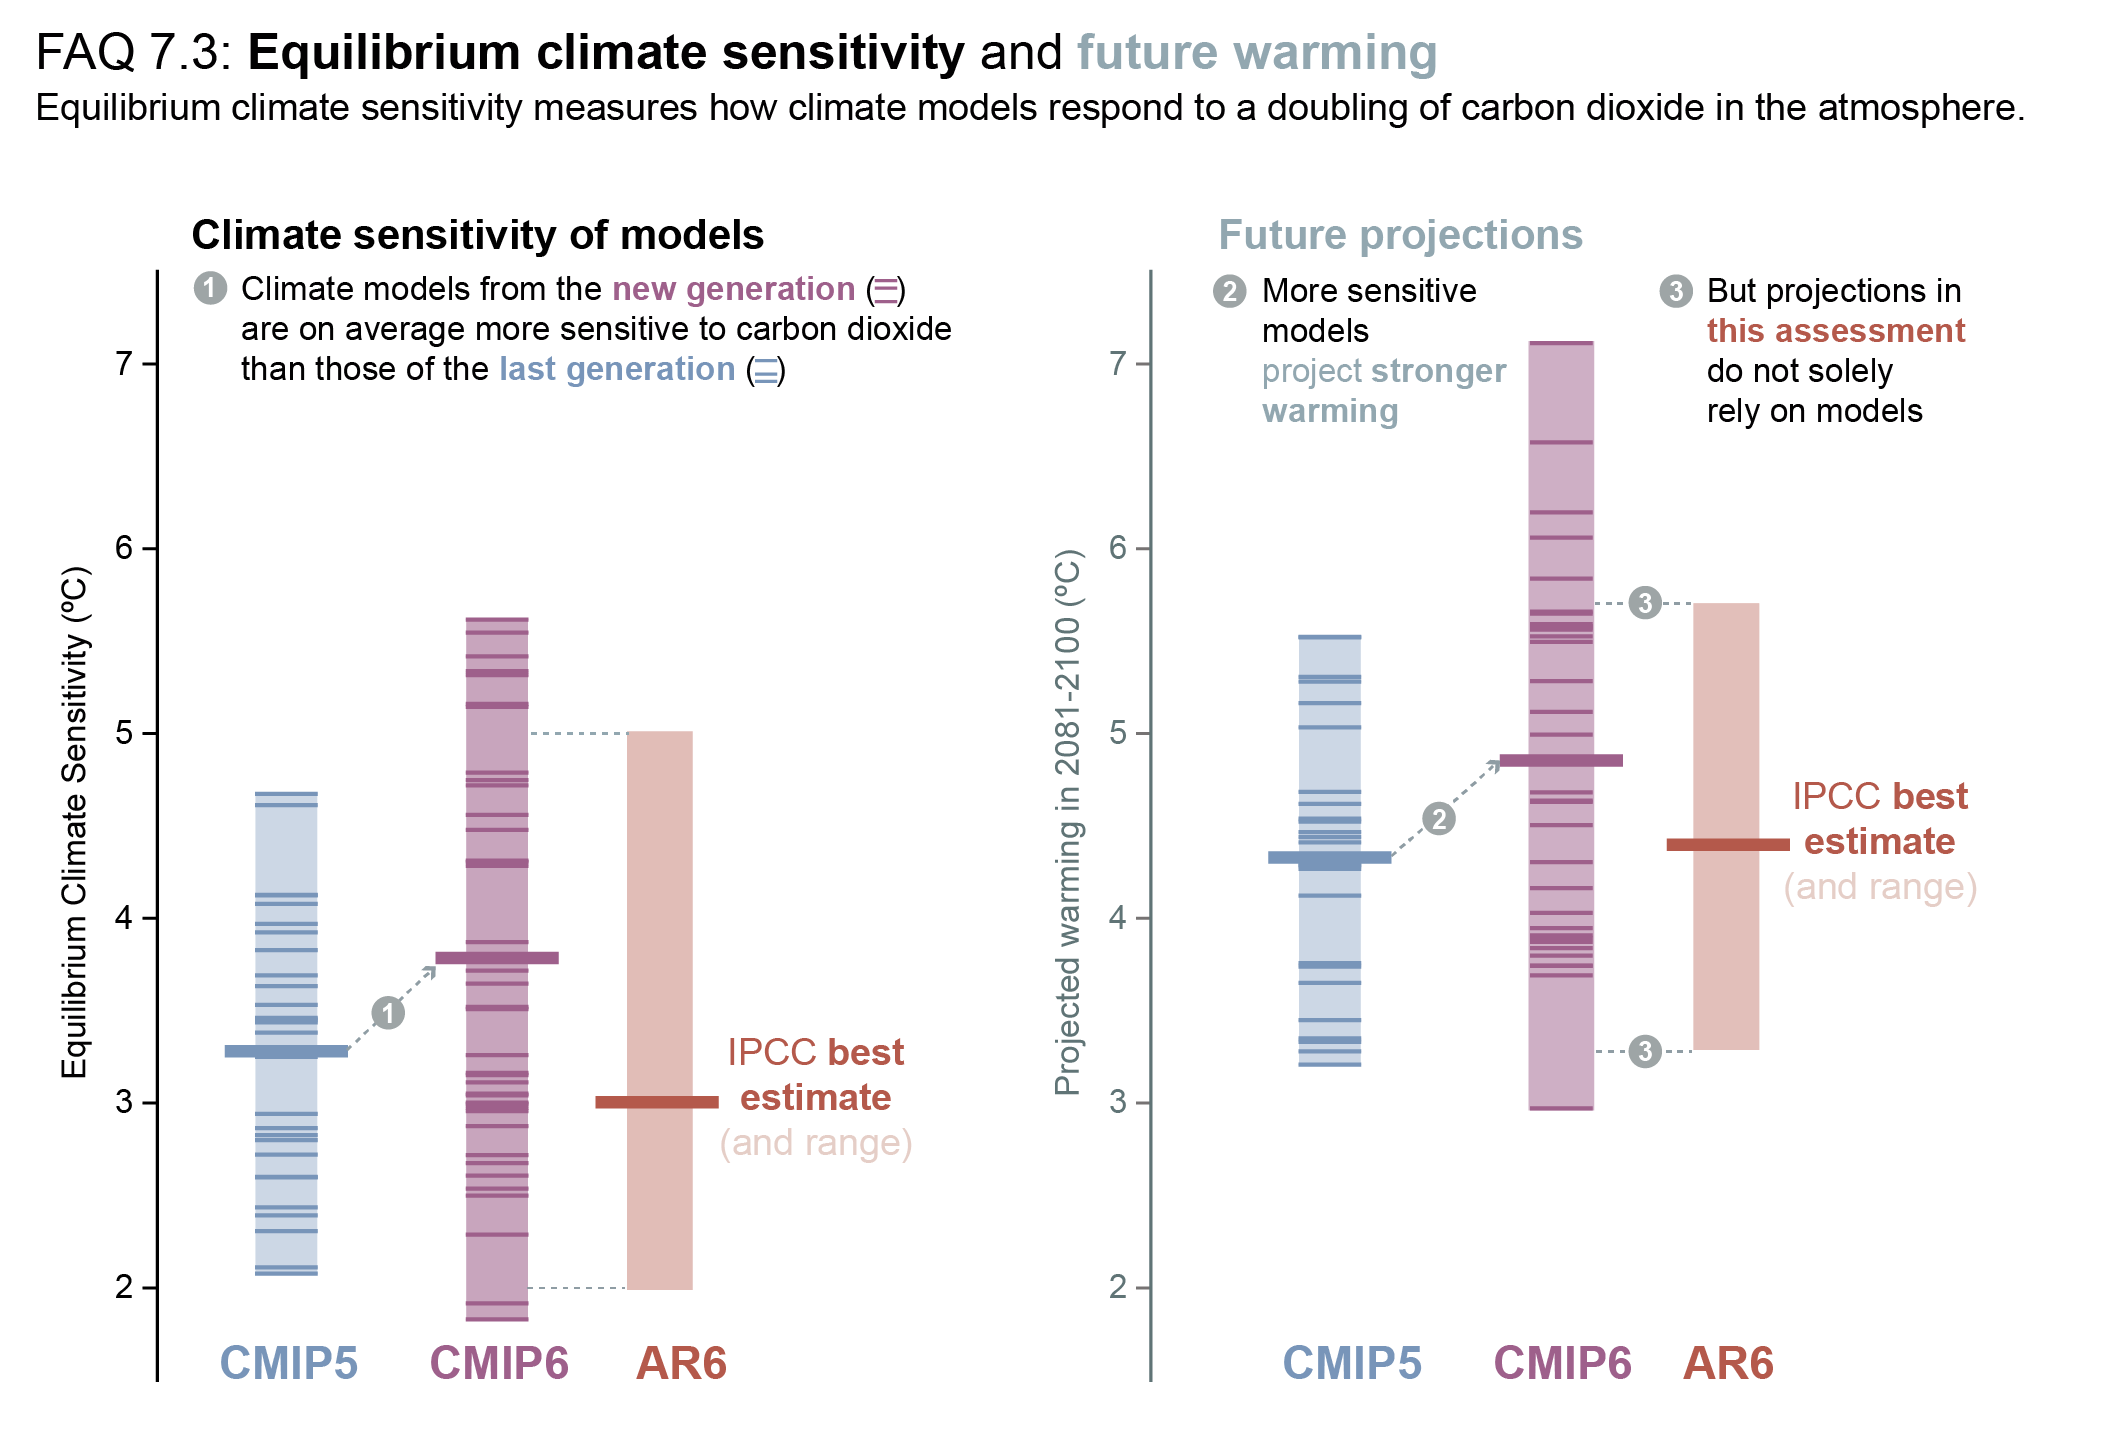 FAQ 7.3: Equilibrium climate sensitivity and future warming
Equilibrium climate sensitivity measures how climate models respond to a doubling of carbon dioxide in the atmosphere.
Climate sensitivity of models
1 Climate models from the new generation (☰)
are on average more sensitive to carbon dioxide
than those of the last generation (☰)
Equilibrium Climate Sensitivity (ºC)
7
6
5
4
3
2
1
IPCC best
estimate
(and range)
CMIP5
CMIP6
AR6
Future projections
2 More sensitive
models
project stronger
warming
3 But projections in
this assessment
do not solely
rely on models
Projected warming in 2081-2100 (ºC)
7
6
5
4
3
2
3
2
3
IPCC best
estimate
(and range)
CMIP5
CMIP6
AR6